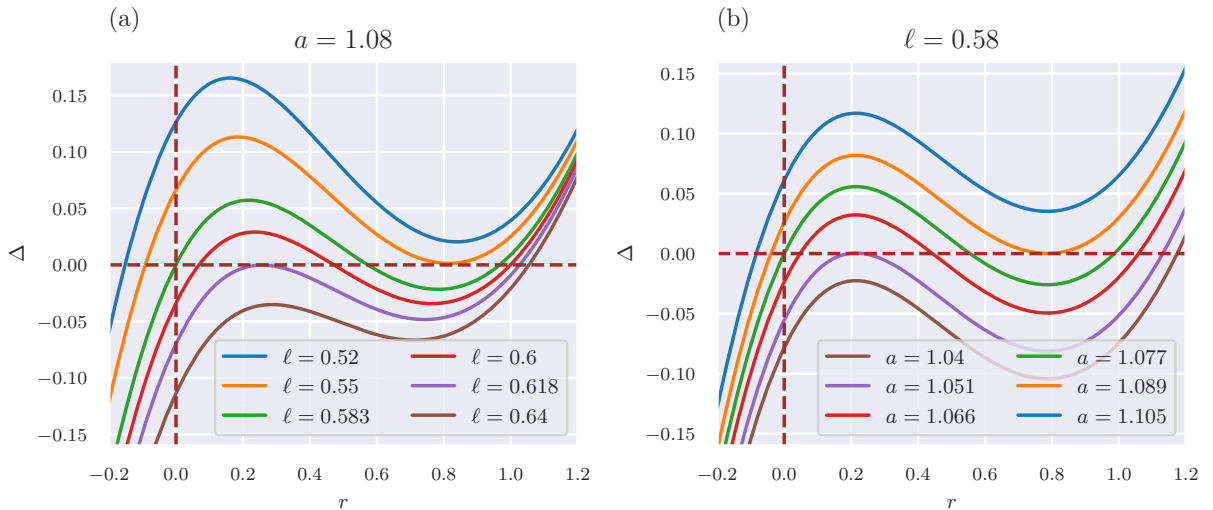 (a)
a = 1.08
0.15
0.10
0.05
0.00
−0.05
−0.10
−0.15
Δ
−0.2 0.0 0.2 0.4 0.6 0.8 1.0 1.2
r
ℓ = 0.52 ℓ = 0.6
ℓ = 0.55 ℓ = 0.618
ℓ = 0.583 ℓ = 0.64
(b)
ℓ = 0.58
0.15
0.10
0.05
0.00
−0.05
−0.10
−0.15
Δ
−0.2 0.0 0.2 0.4 0.6 0.8 1.0 1.2
r
a = 1.04 a = 1.077
a = 1.051 a = 1.089
a = 1.066 a = 1.105